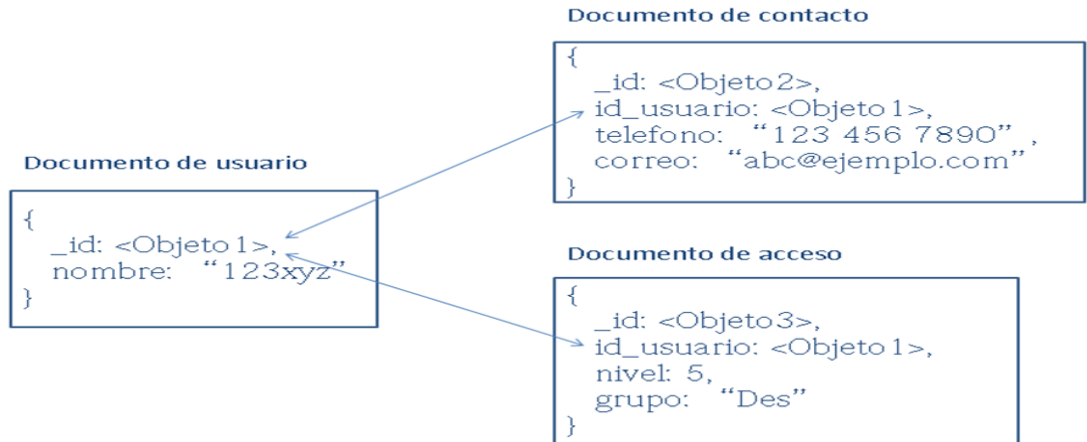 Documento de contacto
{
_id: <Objeto2>,
id_usuario: <Objeto1>,
telefono: “123 456 7890” ,
correo: “abc@ejemplo.com”
}
Documento de usuario
{
_id: <Objeto1>,
nombre: “123xyz”
}
Documento de acceso
{
_id: <Objeto3>,
id_usuario: <Objeto1>,
nivel: 5,
grupo: “Des”
}